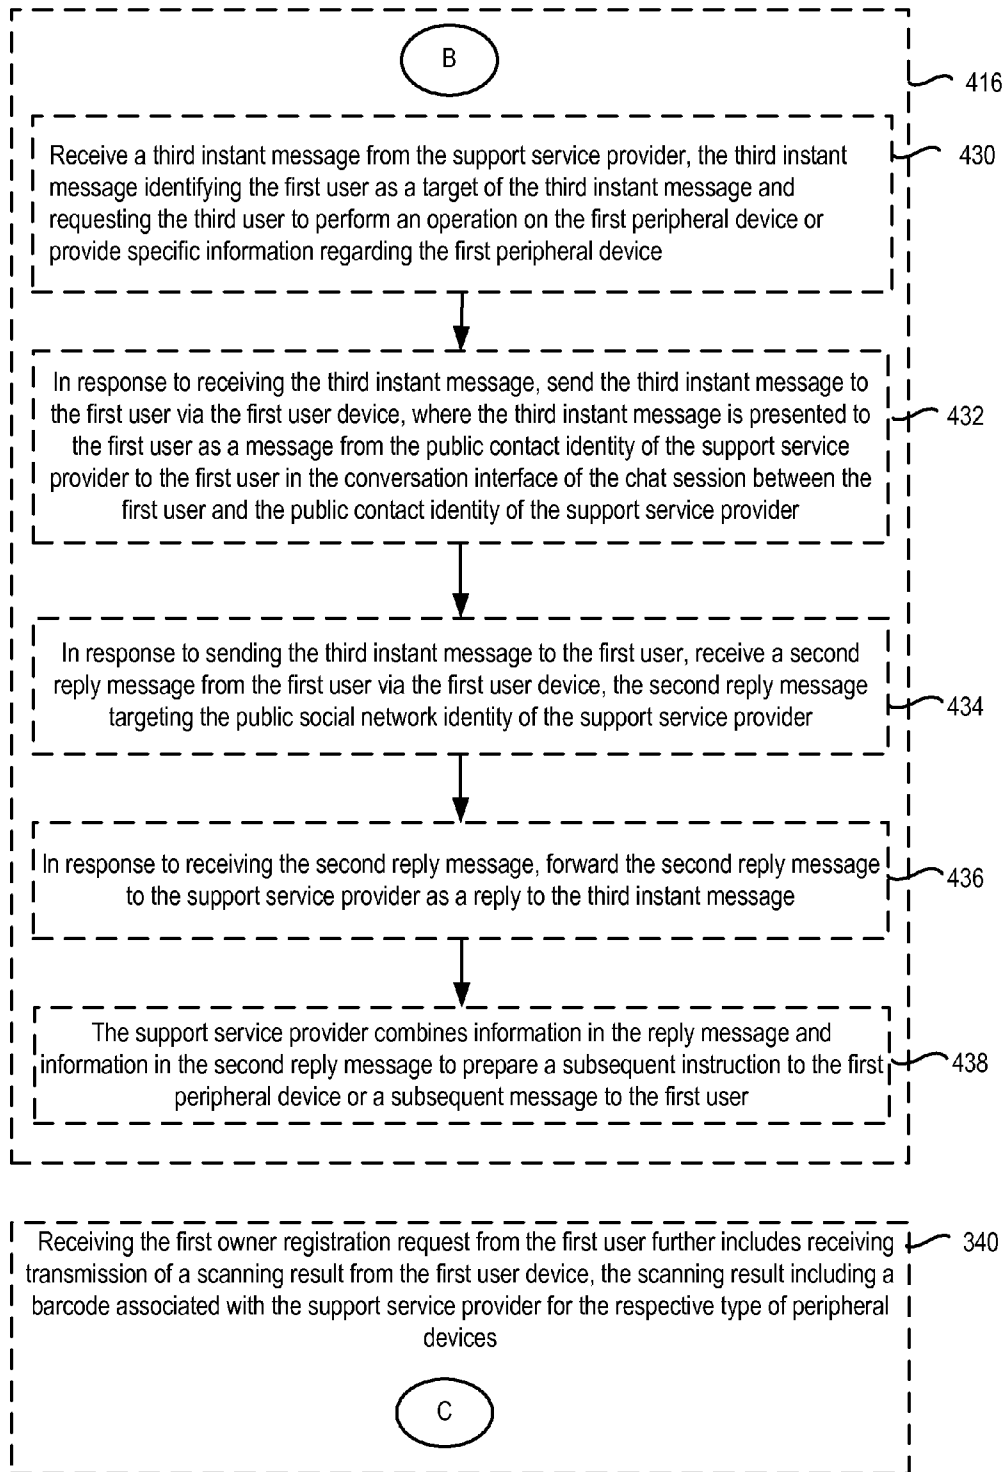 B
416
Receive a third instant message from the support service provider, the third instant
message identifying the first user as a target of the third instant message and
requesting the third user to perform an operation on the first peripheral device or
provide specific information regarding the first peripheral device
430
In response to receiving the third instant message, send the third instant message to
the first user via the first user device, where the third instant message is presented to
the first user as a message from the public contact identity of the support service
provider to the first user in the conversation interface of the chat session between the
first user and the public contact identity of the support service provider
432
In response to sending the third instant message to the first user, receive a second
reply message from the first user via the first user device, the second reply message
targeting the public social network identity of the support service provider
434
In response to receiving the second reply message, forward the second reply message
to the support service provider as a reply to the third instant message
436
The support service provider combines information in the reply message and
information in the second reply message to prepare a subsequent instruction to the first
peripheral device or a subsequent message to the first user
438
Receiving the first owner registration request from the first user further includes receiving
transmission of a scanning result from the first user device, the scanning result including a
barcode associated with the support service provider for the respective type of peripheral
devices
340
C